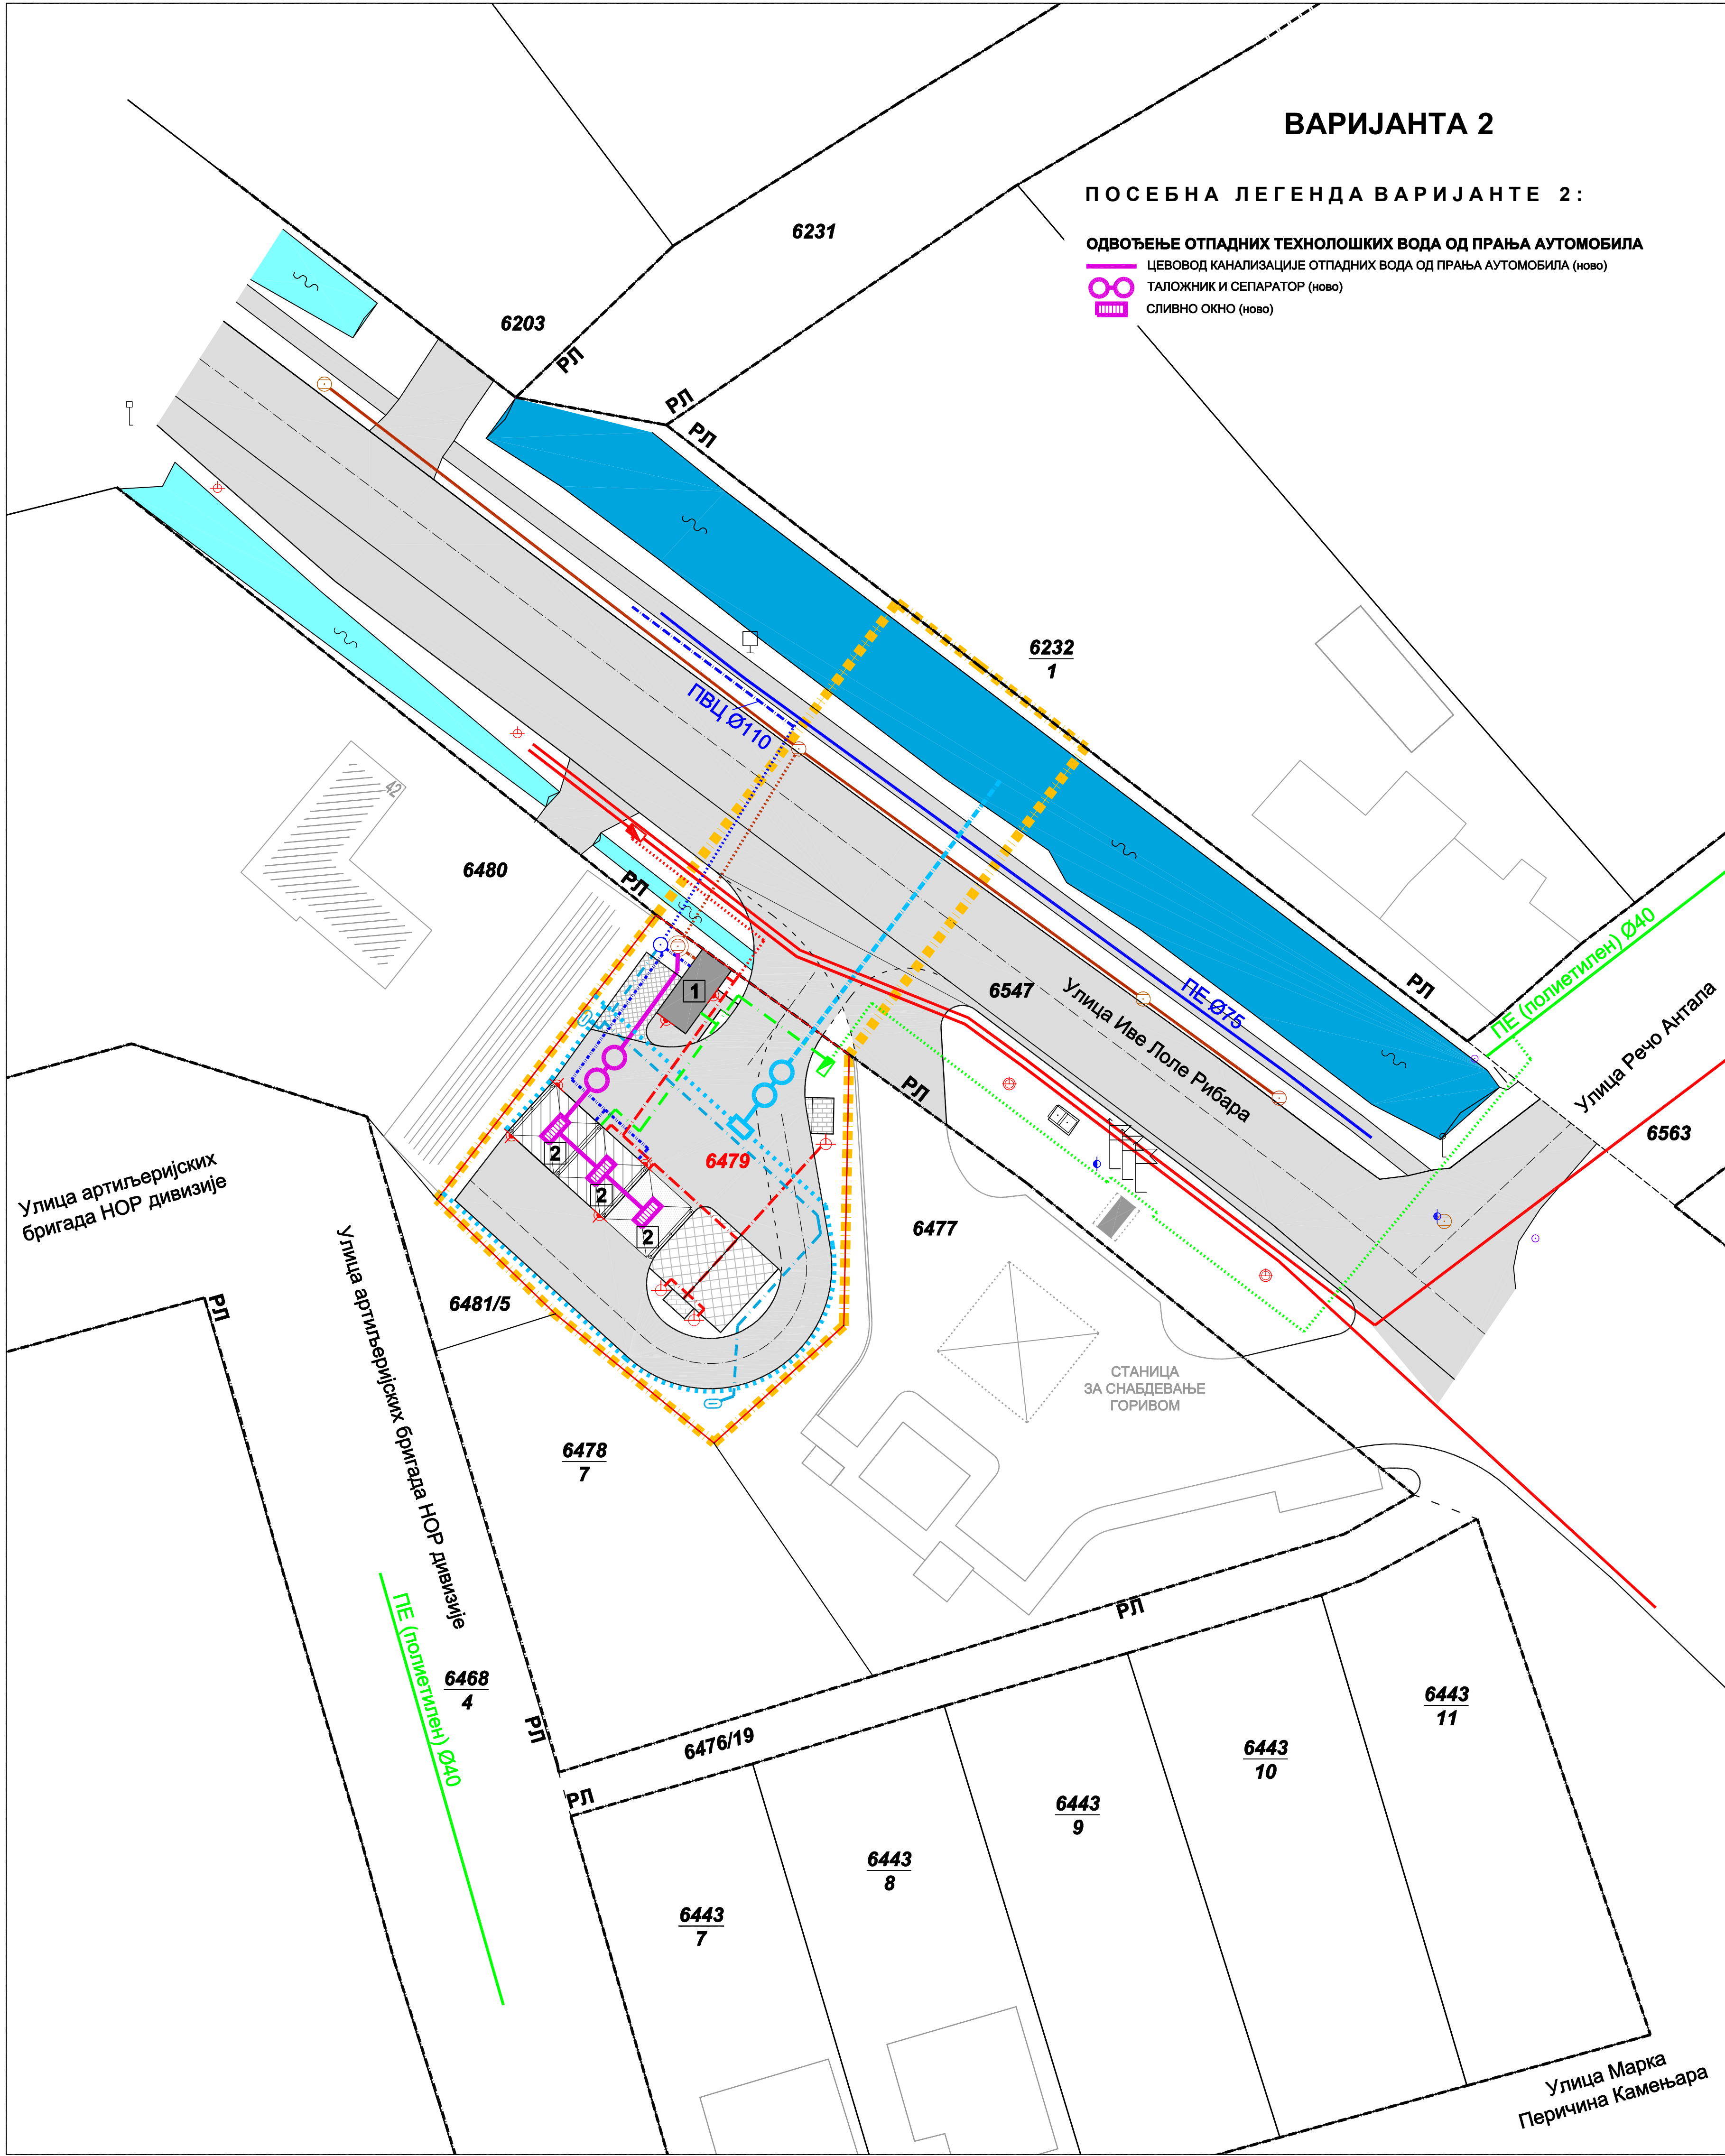 ВАРИЈАНТА 2
ПОСЕБНА ЛЕГЕНДА ВАРИЈАНТЕ 2:
ОДВОЂЕЊЕ ОТПАДНИХ ТЕХНОЛОШКИХ ВОДА ОД ПРАЊА АУТОМОБИЛА
ЦЕВОВОД КАНАЛИЗАЦИЈЕ ОТПАДНИХ ВОДА ОД ПРАЊА АУТОМОБИЛА (ново)
ТАЛОЖНИК И СЕПАРАТОР (ново)
СЛИВНО ОКНО (ново)
6231
6203
РЛ
РЛ
РЛ
6232
1
ПВЦ Ø110
42
6480
РЛ
1
6547
Улица Иве Лоле Рибара
ПЕ Ø75
РЛ
ПЕ (полиетилен) Ø40
Улица Речо Антала
6563
РЛ
6479
2
2
2
6477
Улица артиљеријских
бригада НОР дивизије
Улица артиљеријских бригада НОР дивизије
РЛ
6481/5
СТАНИЦА
ЗА СНАБДЕВАЊЕ
ГОРИВОМ
6478
7
ПЕ (полиетилен) Ø40
6468
4
РЛ
РЛ
6476/19
РЛ
6443
11
6443
10
6443
9
6443
8
6443
7
Улица Марка
Перичина Камењара